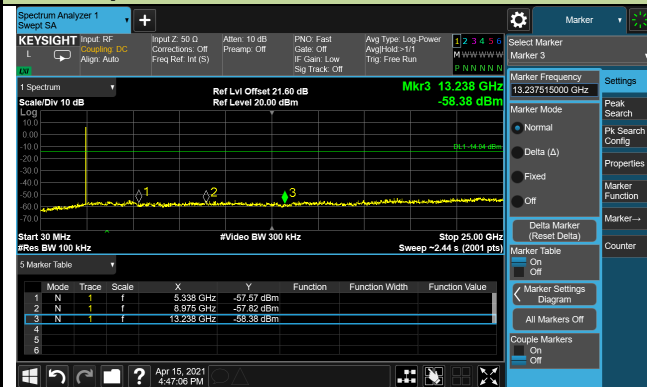 Spectrum Analyzer 1
Swept SA
Marker
KEYSIGHT
L
LXI
Input: RF
Coupling: DC
Align: Auto
Input Z: 50 Ω
Corrections: Off
Freq Ref: Int (S)
Atten: 10 dB
Preamp: Off
PNO: Fast
Gate: Off
IF Gain: Low
Sig Track: Off
Avg Type: Log-Power
Avg|Hold:>1/1
Trig: Free Run
1 2 3 4 5 6
M W W W W W
P N N N N N
Select Marker
Marker 3
1 Spectrum
Scale/Div 10 dB
Ref Lvl Offset 21.60 dB
Ref Level 20.00 dBm
Mkr3 13.238 GHz
-58.38 dBm
Log
10.0
0.00
-10.0
-20.0
-30.0
-40.0
-50.0
-60.0
-70.0
DL1 -14.04 dBm
1
2
3
Start 30 MHz
#Res BW 100 kHz
#Video BW 300 kHz
Stop 25.00 GHz
Sweep ~2.44 s (2001 pts)
5 Marker Table
Mode Trace Scale X Y Function Function Width Function Value
1 N 1 f 5.338 GHz -57.57 dBm
2 N 1 f 8.975 GHz -57.82 dBm
3 N 1 f 13.238 GHz -58.38 dBm
4
5
6
Marker Frequency
13.237515000 GHz
Marker Mode
Normal
Delta (Δ)
Fixed
Off
Delta Marker
(Reset Delta)
Marker Table
On
Off
Marker Settings
Diagram
All Markers Off
Couple Markers
On
Off
Settings
Peak
Search
Pk Search
Config
Properties
Marker
Function
Marker→
Counter
?
Apr 15, 2021
4:47:06 PM